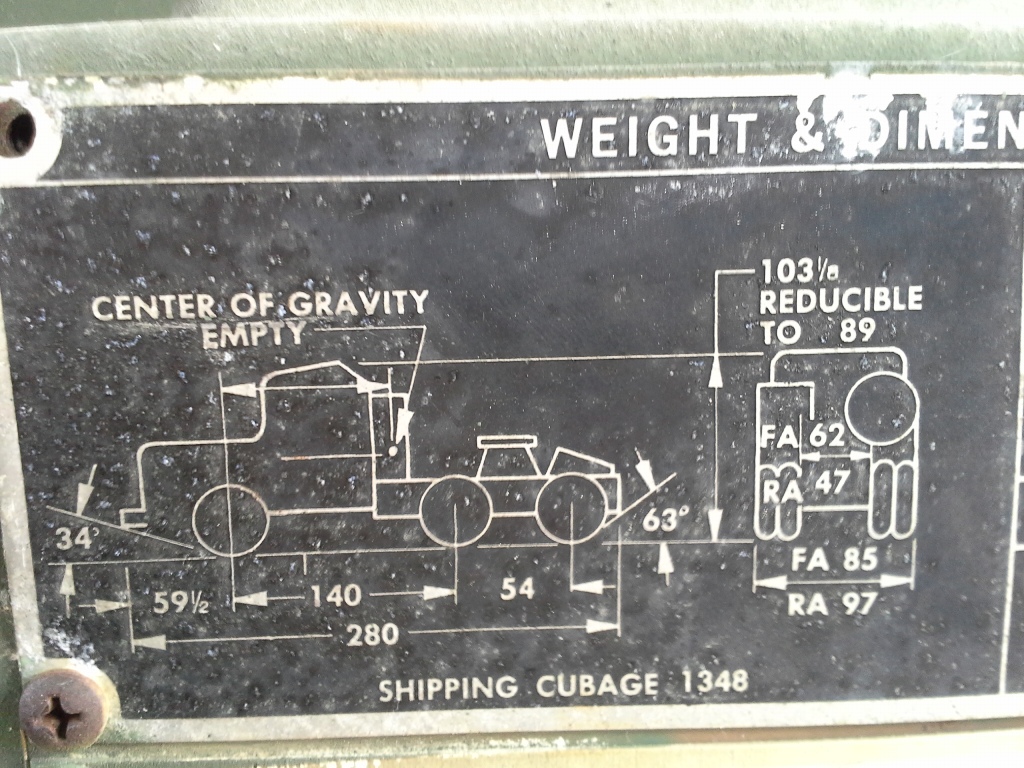 WEIGHT & DIMEN
103⅛
REDUCIBLE
TO 89
CENTER OF GRAVITY
EMPTY
FA 62
RA 47
34°
63°
FA 85
59½
140
54
RA 97
280
SHIPPING CUBAGE 1348